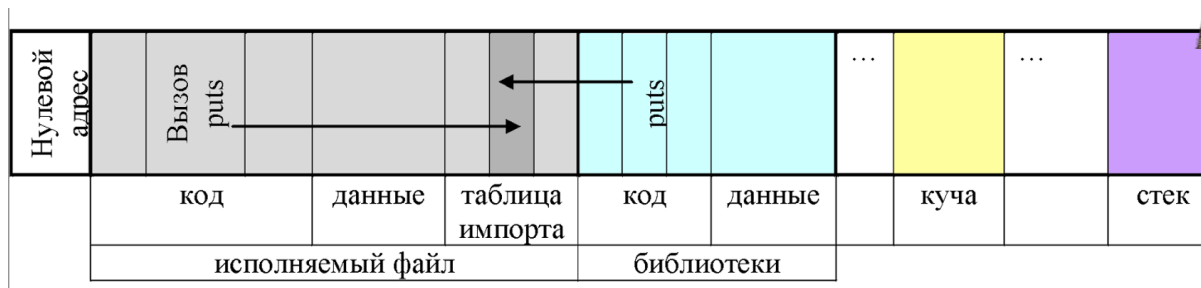 Нулевой
адрес
Вызов
puts
puts
…
…
код
данные
таблица
импорта
код
данные
куча
стек
исполняемый файл
библиотеки